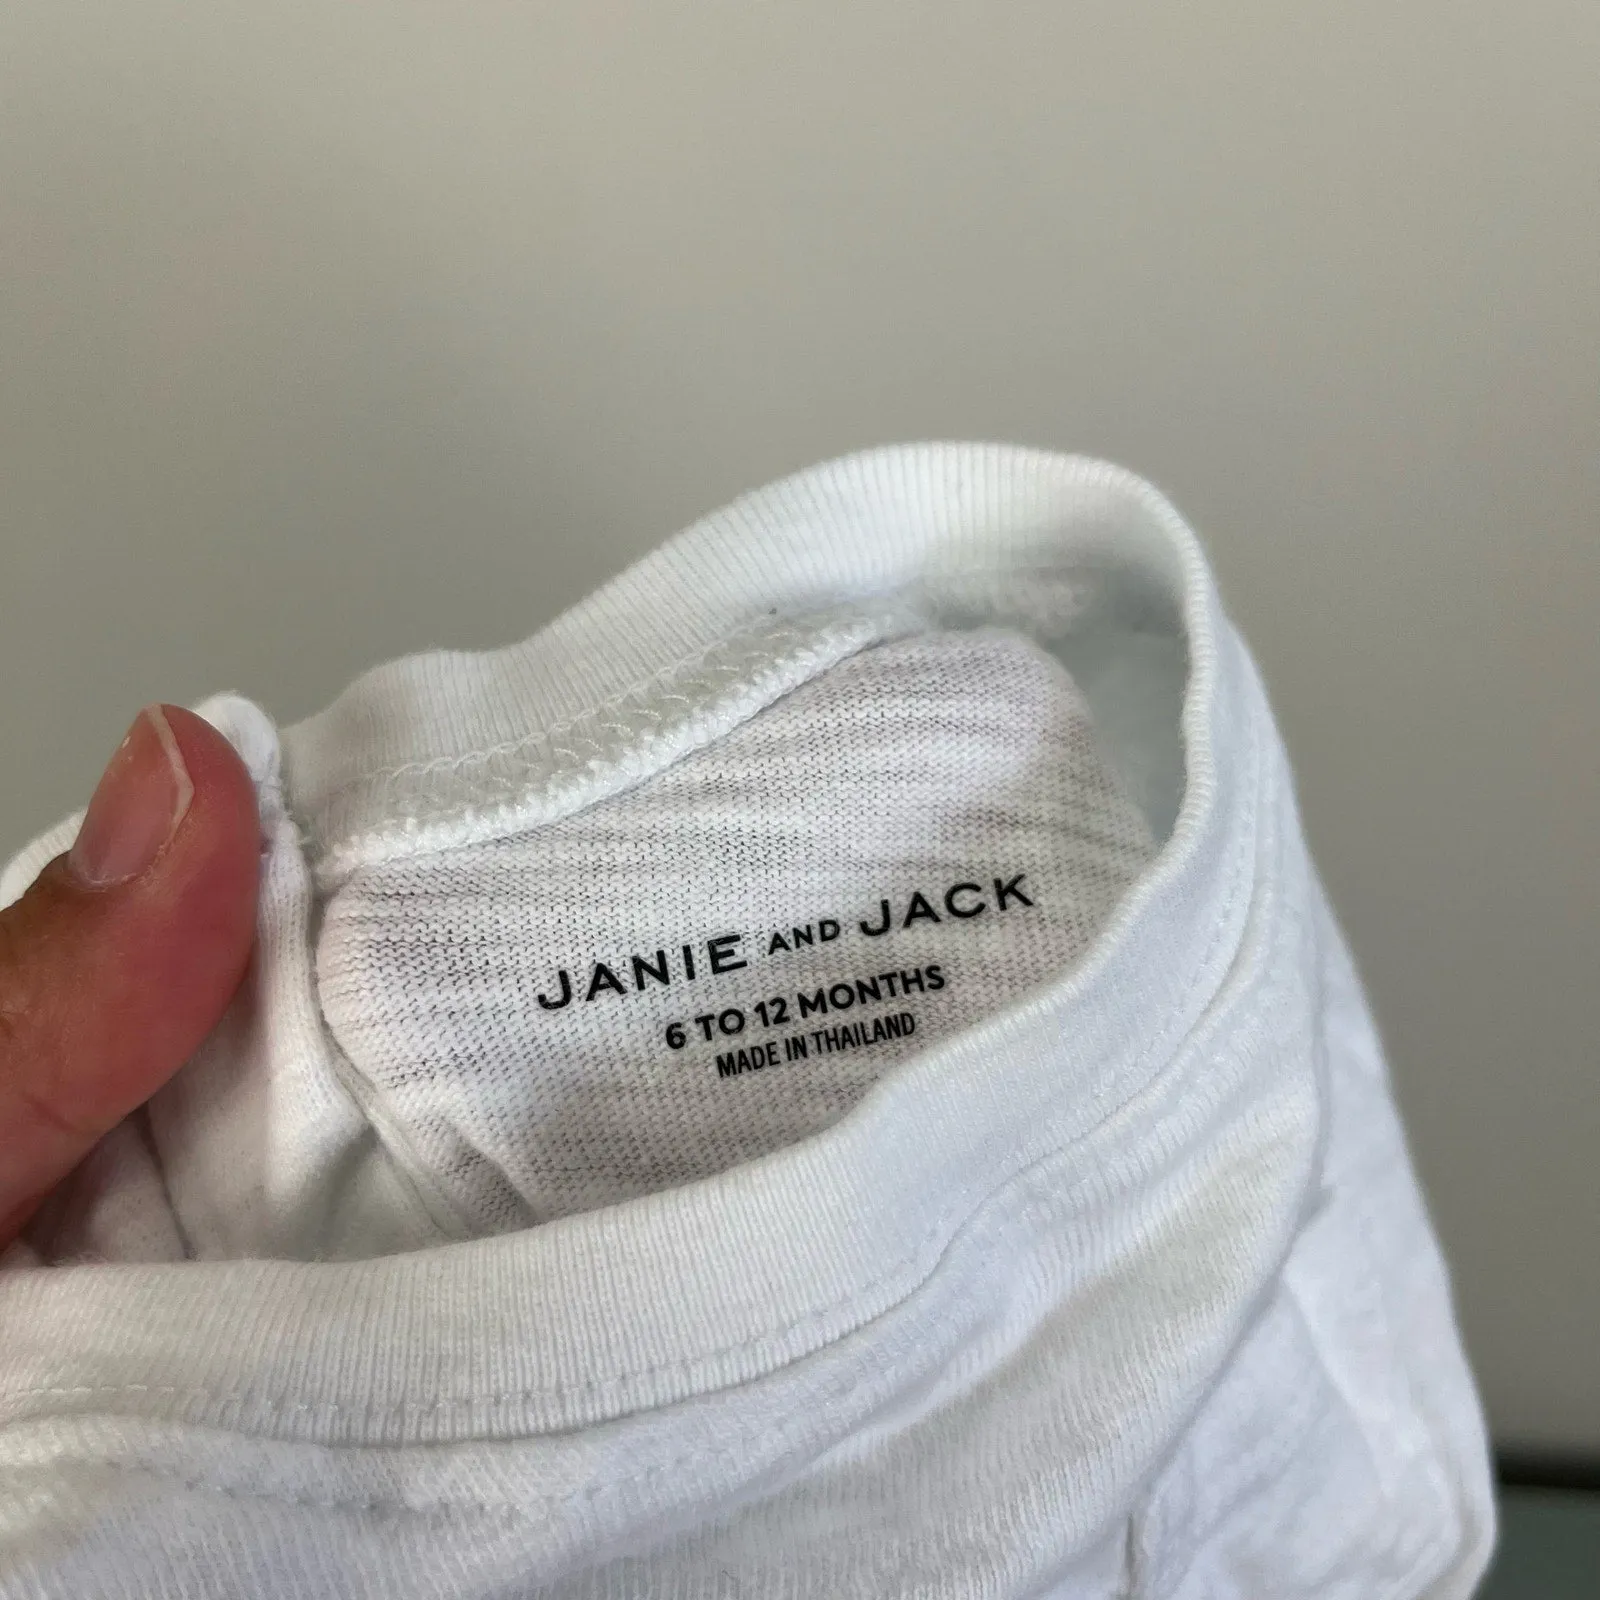 JANIE AND JACK
6 TO 12 MONTHS
MADE IN THAILAND